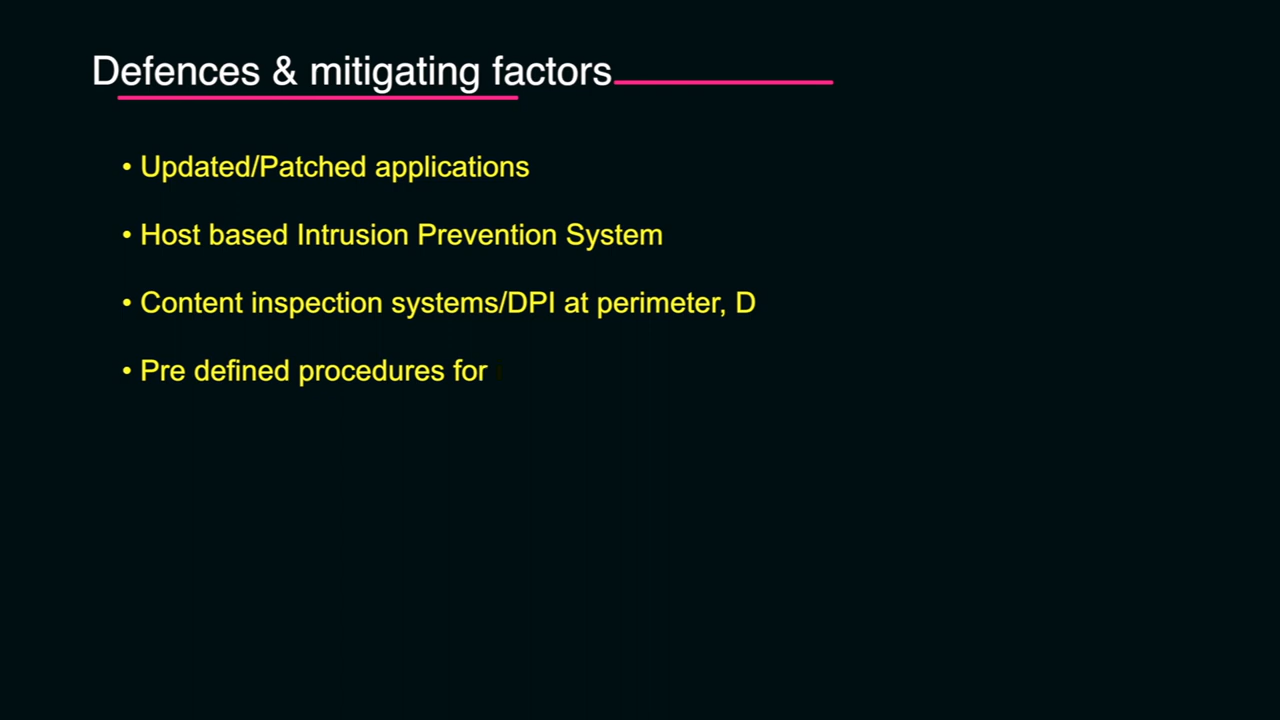 Defences & mitigating factors
• Updated/Patched applications
• Host based Intrusion Prevention System
• Content inspection systems/DPI at perimeter, D
• Pre defined procedures for